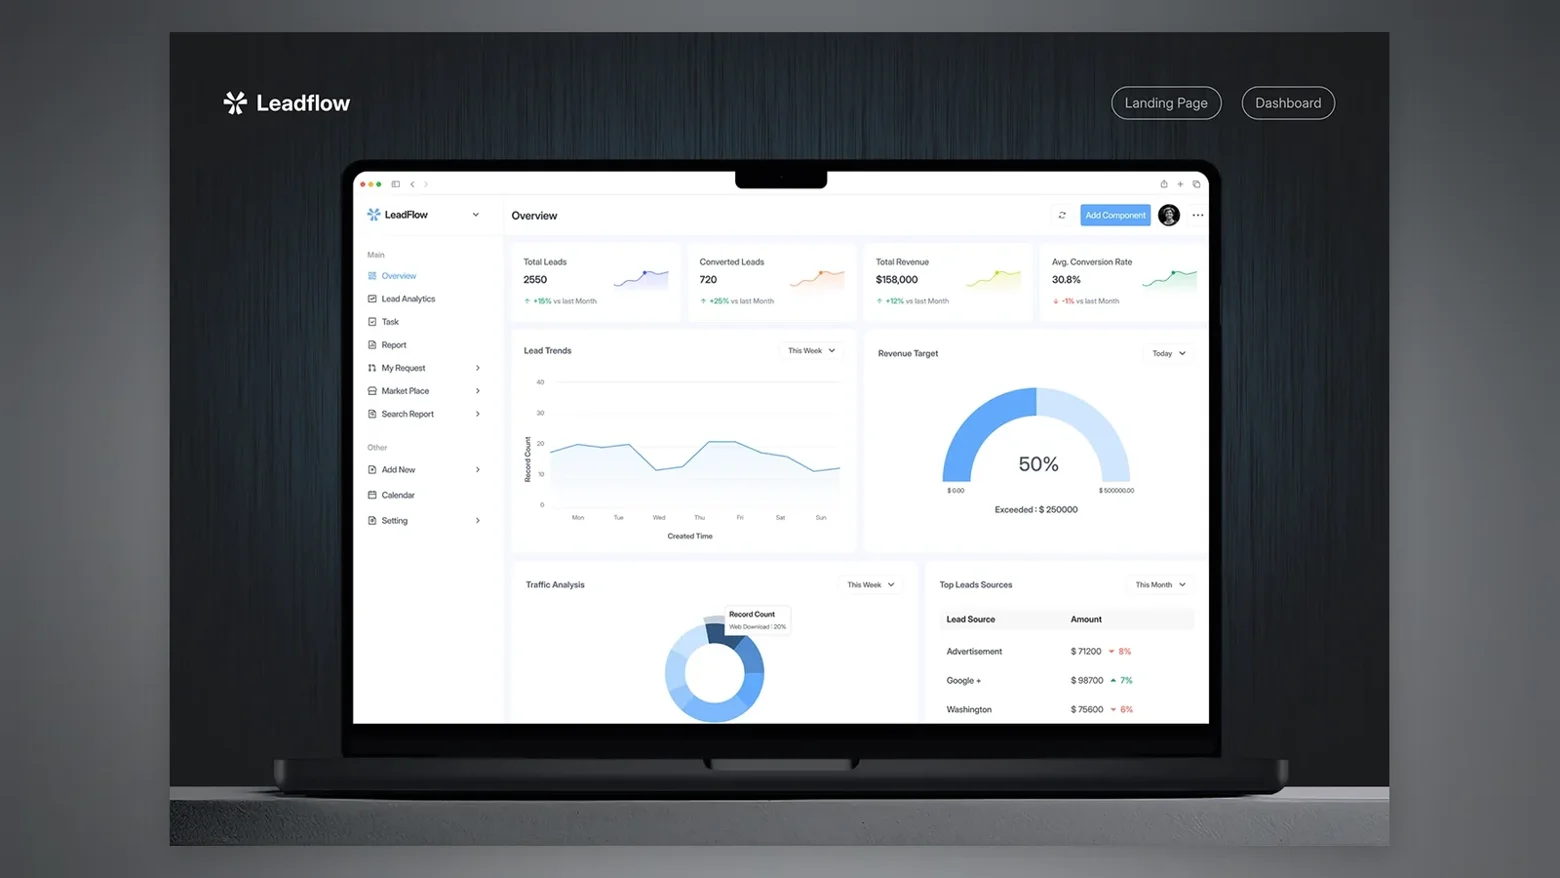 Leadflow
Landing Page
Dashboard
LeadFlow
Overview
Add Component
Main
Overview
Lead Analytics
Task
Report
My Request
Market Place
Search Report
Other
Add New
Calendar
Setting
Total Leads
2550
+15% vs last Month
Converted Leads
720
+25% vs last Month
Total Revenue
$158,000
+12% vs last Month
Avg. Conversion Rate
30.8%
-1% vs last Month
Lead Trends
This Week
40
30
20
10
0
Record Count
Mon Tue Wed Thu Fri Sat Sun
Created Time
Revenue Target
Today
50%
$ 0.00
$ 500000.00
Exceeded : $ 250000
Traffic Analysis
This Week
Record Count
Web Download : 20%
Top Leads Sources
This Month
Lead Source Amount
Advertisement $ 71200 8%
Google + $ 98700 7%
Washington $ 75600 6%